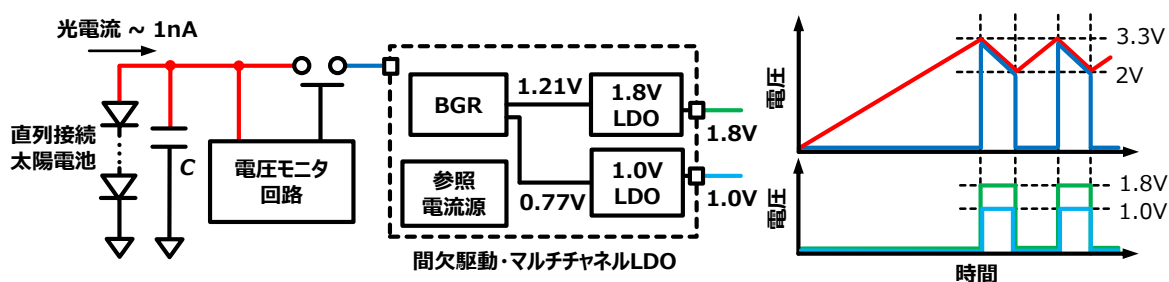 光電流 ~ 1nA
直列接続
太陽電池
C
電圧モニタ
回路
BGR
1.21V
1.8V
LDO
1.8V
参照
電流源
0.77V
1.0V
LDO
1.0V
間欠駆動・マルチチャネルLDO
電圧
3.3V
2V
電圧
1.8V
1.0V
時間